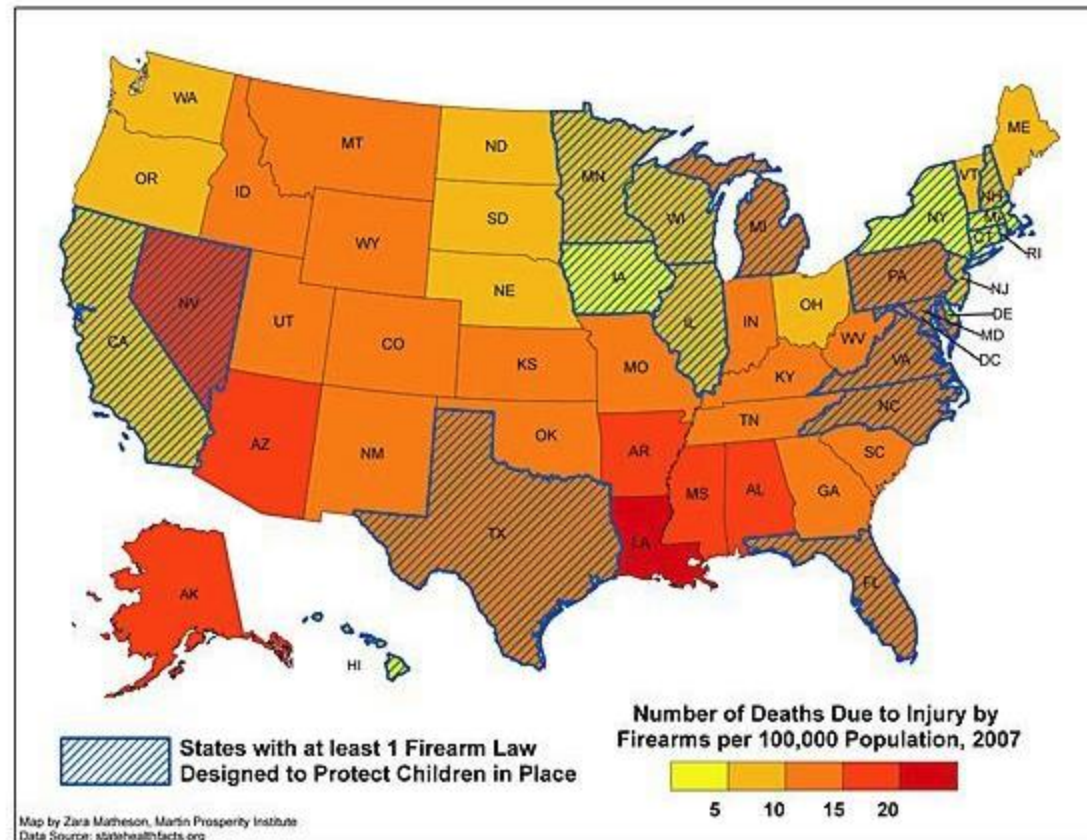 WA
MT
ND
ME
OR
ID
MN
VT
NH
SD
WI
NY
MA
WY
MI
CT
RI
IA
PA
NJ
NE
OH
NV
IL
IN
DE
UT
WV
MD
CA
CO
VA
DC
KS
MO
KY
NC
TN
OK
AZ
NM
AR
SC
MS
AL
GA
TX
LA
FL
AK
HI
Number of Deaths Due to Injury by
Firearms per 100,000 Population, 2007
States with at least 1 Firearm Law
Designed to Protect Children in Place
5 10 15 20
Map by Zara Matheson, Martin Prosperity Institute
Data Source: statehealthfacts.org